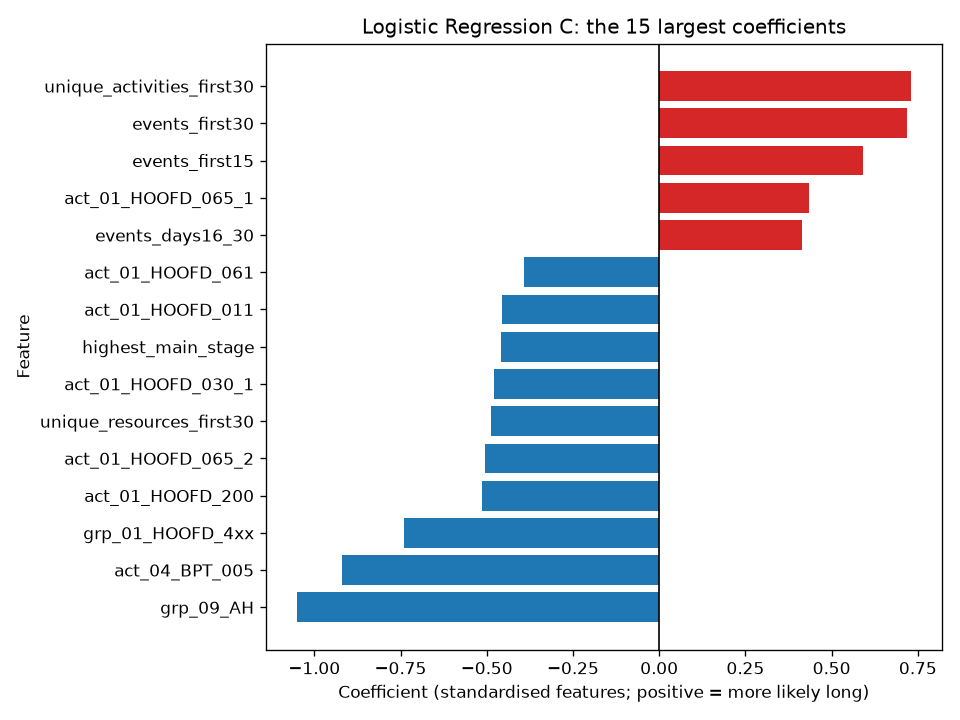 Logistic Regression C: the 15 largest coefficients
unique_activities_first30
events_first30
events_first15
act_01_HOOFD_065_1
events_days16_30
act_01_HOOFD_061
act_01_HOOFD_011
highest_main_stage
act_01_HOOFD_030_1
unique_resources_first30
act_01_HOOFD_065_2
act_01_HOOFD_200
grp_01_HOOFD_4xx
act_04_BPT_005
grp_09_AH
Feature
−1.00 −0.75 −0.50 −0.25 0.00 0.25 0.50 0.75
Coefficient (standardised features; positive = more likely long)